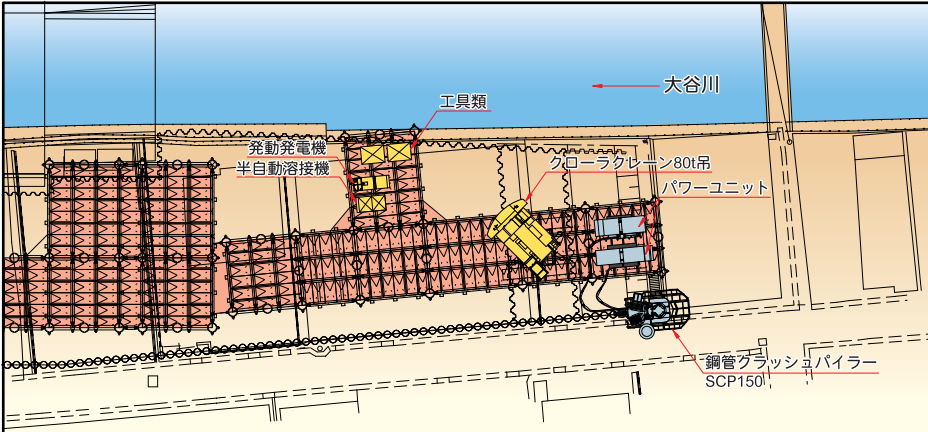 大谷川
工具類
発動発電機
半自動溶接機
クローラクレーン80t吊
パワーユニット
鋼管クラッシュパイラー
SCP150